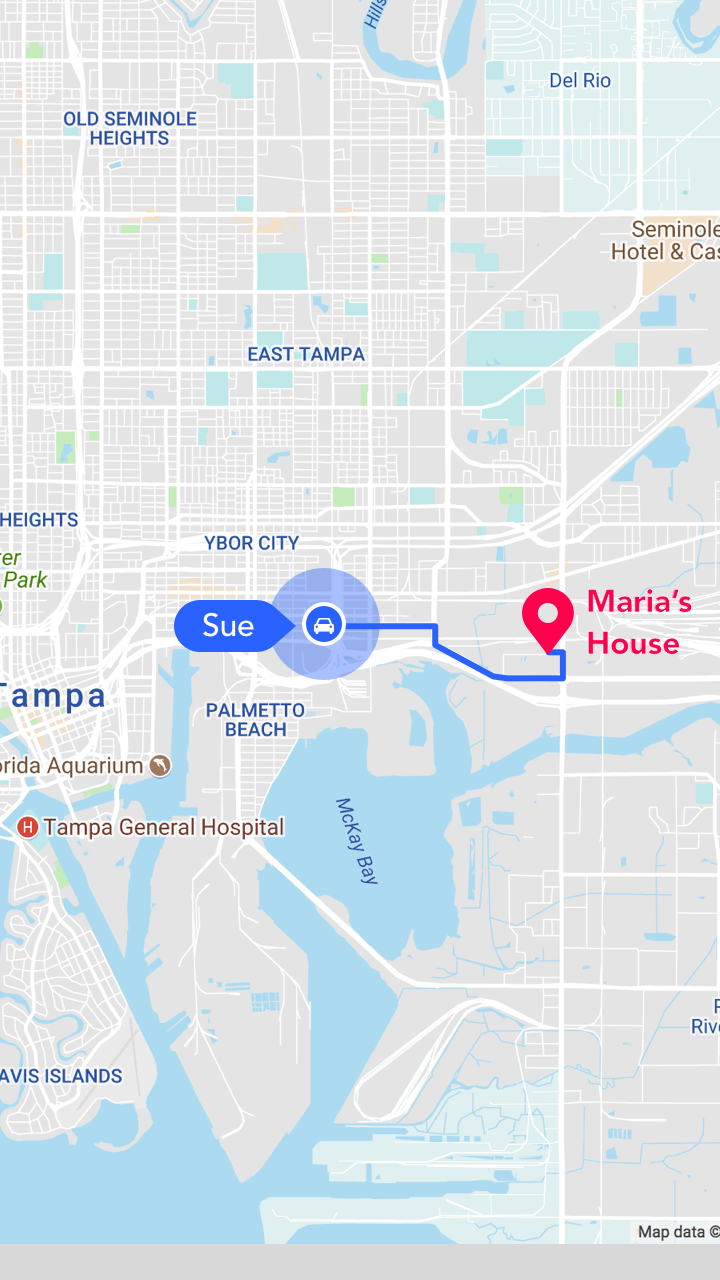 Hills
Del Rio
OLD SEMINOLE
HEIGHTS
Seminole
Hotel & Cas
EAST TAMPA
HEIGHTS
YBOR CITY
er
Park
Sue
Maria's
House
Tampa
PALMETTO
BEACH
orida Aquarium
McKay Bay
H
Tampa General Hospital
R
Rive
AVIS ISLANDS
Map data ©